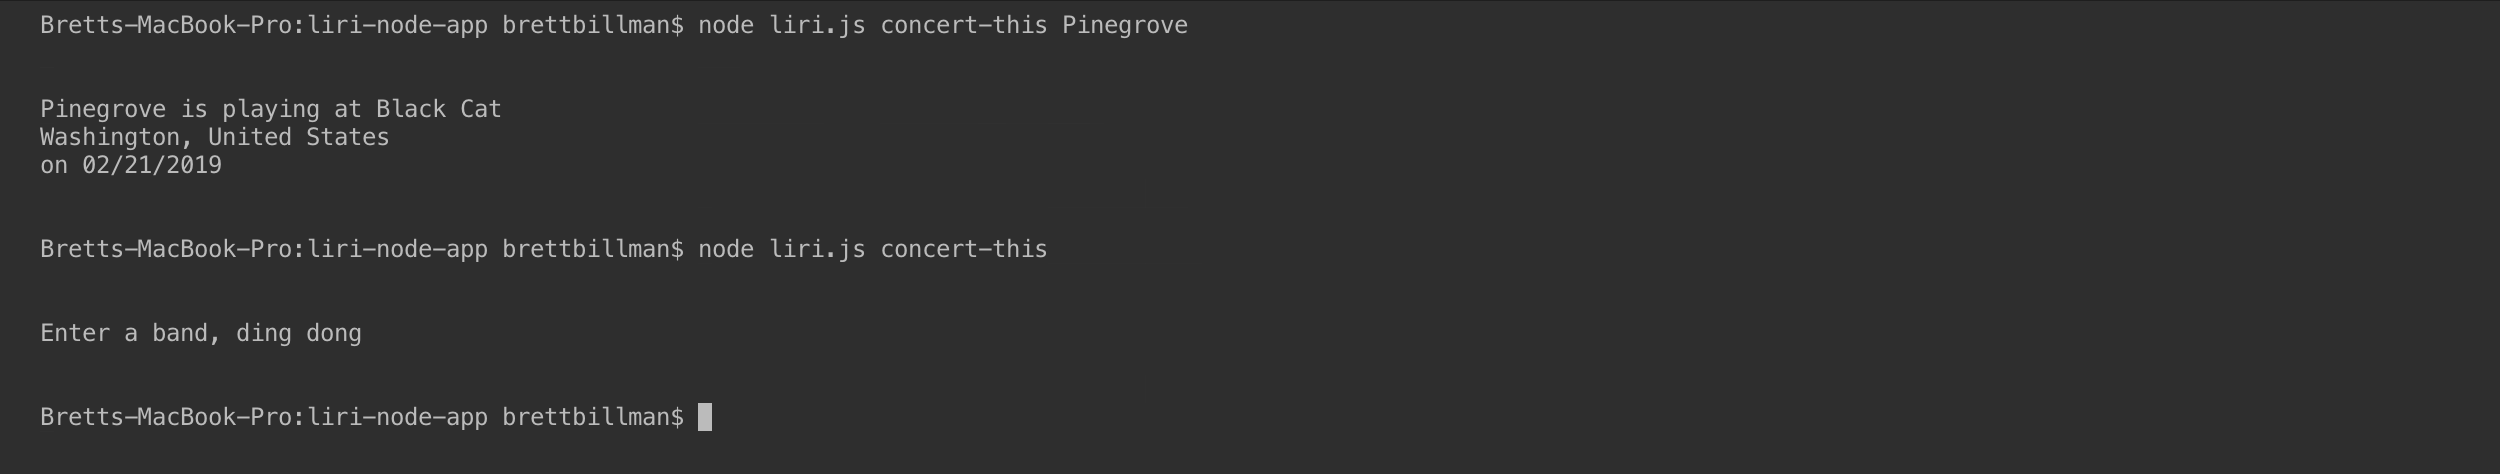 Bretts-MacBook-Pro:liri-node-app brettbillman$ node liri.js concert-this Pinegrove
Pinegrove is playing at Black Cat
Washington, United States
on 02/21/2019
Bretts-MacBook-Pro:liri-node-app brettbillman$ node liri.js concert-this
Enter a band, ding dong
Bretts-MacBook-Pro:liri-node-app brettbillman$